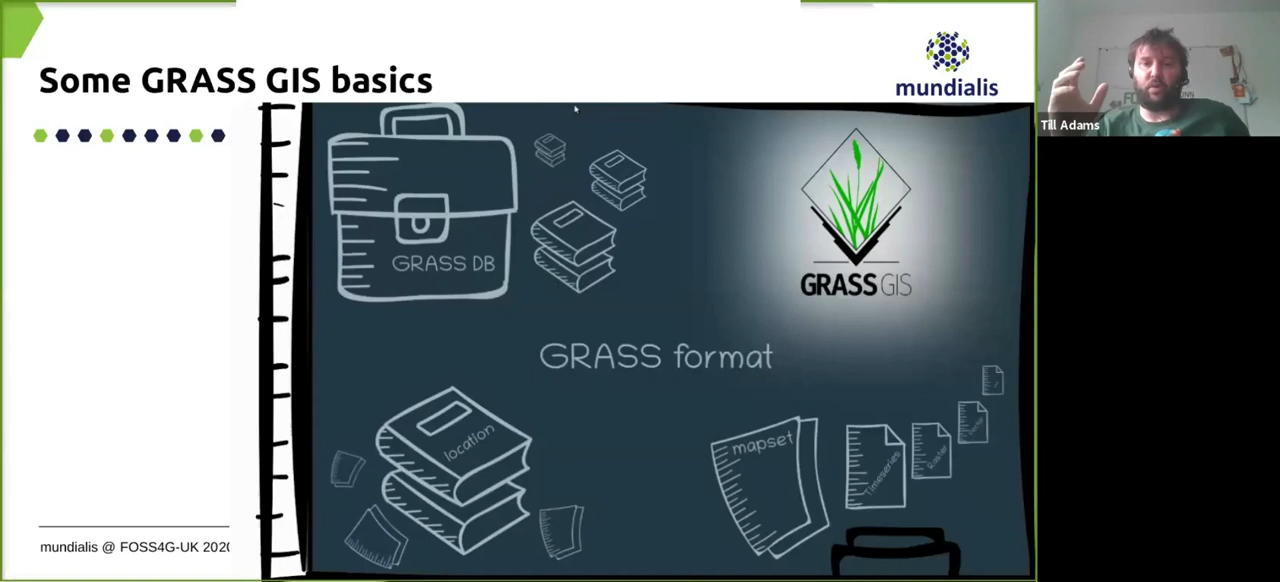 Some GRASS GIS basics
mundialis
Till Adams
GRASS DB
GRASS GIS
GRASS format
location
mapset
Timeseries
Raster
mundialis @ FOSS4G-UK 202